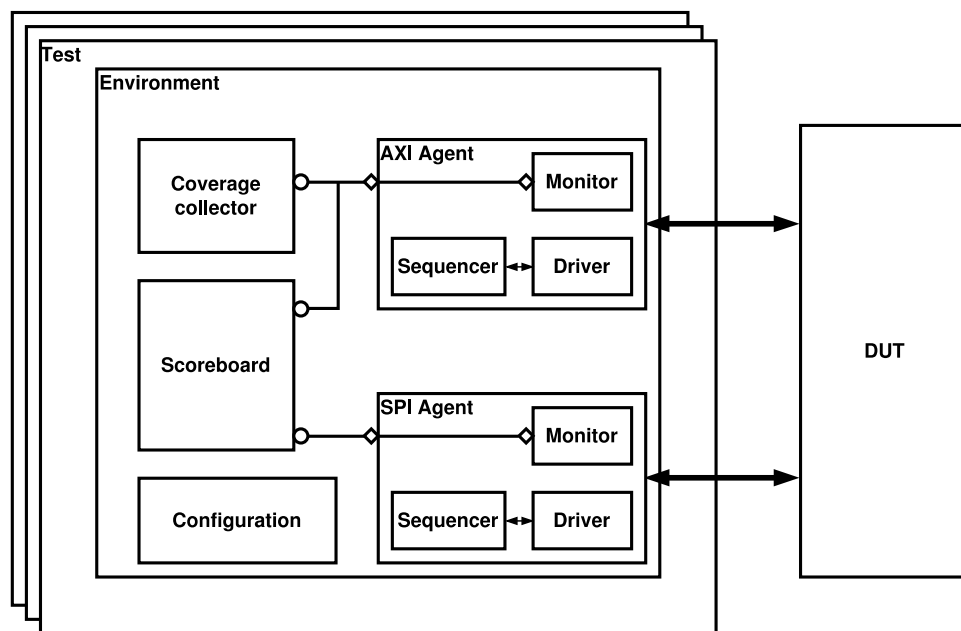 Test
Environment
Coverage
collector
AXI Agent
Monitor
Sequencer
Driver
Scoreboard
DUT
SPI Agent
Monitor
Sequencer
Driver
Configuration